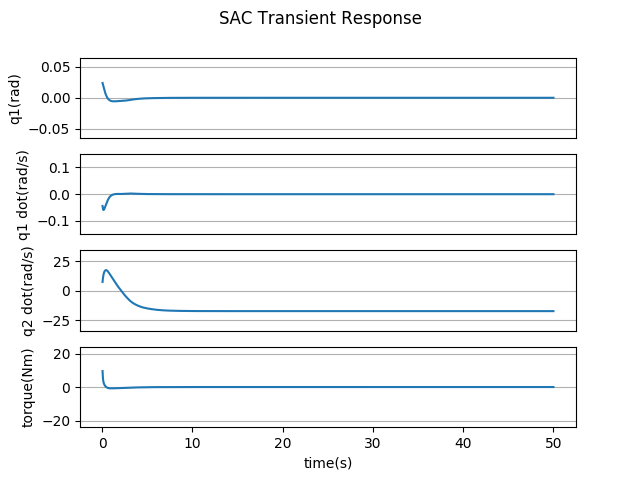 SAC Transient Response
q1(rad)
0.05
0.00
−0.05
q1 dot(rad/s)
0.1
0.0
−0.1
q2 dot(rad/s)
25
0
−25
torque(Nm)
20
0
−20
0 10 20 30 40 50
time(s)